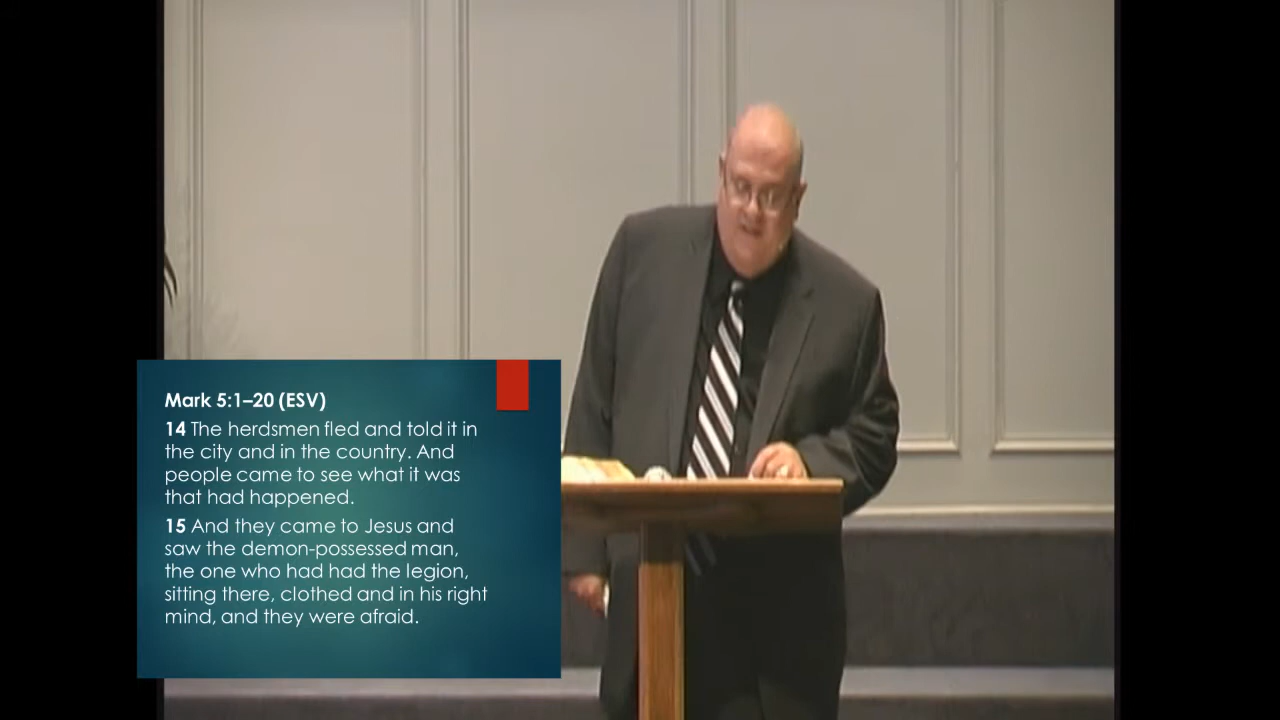 Mark 5:1–20 (ESV)
14 The herdsmen fled and told it in
the city and in the country. And
people came to see what it was
that had happened.
15 And they came to Jesus and
saw the demon-possessed man,
the one who had had the legion,
sitting there, clothed and in his right
mind, and they were afraid.